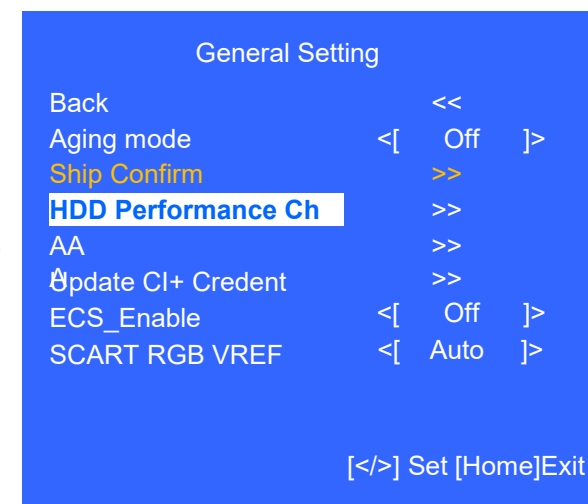 General Setting
Back <<
Aging mode <[ Off ]>
Ship Confirm >>
HDD Performance Ch >>
AA >>
A
Update CI+ Credent >>
ECS_Enable <[ Off ]>
SCART RGB VREF <[ Auto ]>
[</>] Set [Home]Exit